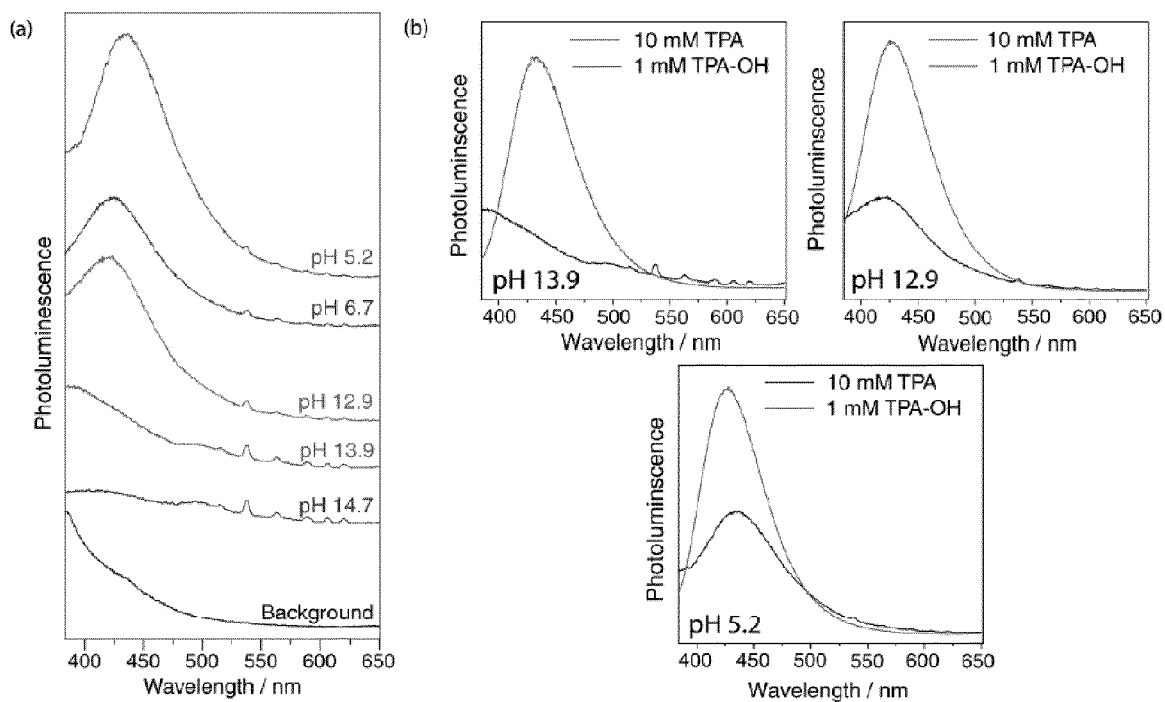 (a)
Photoluminescence
pH 5.2
pH 6.7
pH 12.9
pH 13.9
pH 14.7
Background
400 450 500 550 600 650
Wavelength / nm
(b)
Photoluminscence
10 mM TPA
1 mM TPA-OH
pH 13.9
400 450 500 550 600 650
Wavelength / nm
Photoluminscence
10 mM TPA
1 mM TPA-OH
pH 12.9
400 450 500 550 600 650
Wavelength / nm
Photoluminscence
10 mM TPA
1 mM TPA-OH
pH 5.2
400 450 500 550 600 650
Wavelength / nm